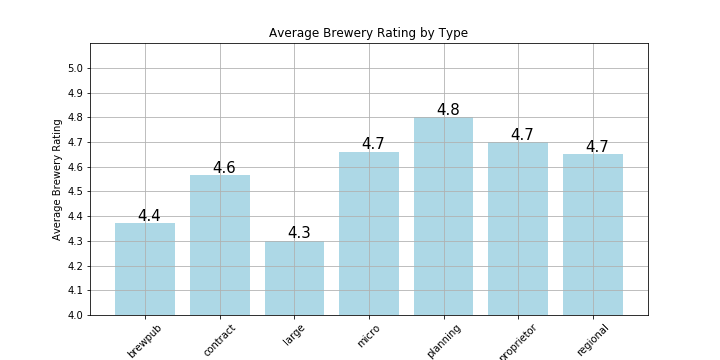 Average Brewery Rating by Type
Average Brewery Rating
5.0
4.9
4.8
4.7
4.6
4.5
4.4
4.3
4.2
4.1
4.0
4.4
4.6
4.3
4.7
4.8
4.7
4.7
brewpub
contract
large
micro
planning
proprietor
regional